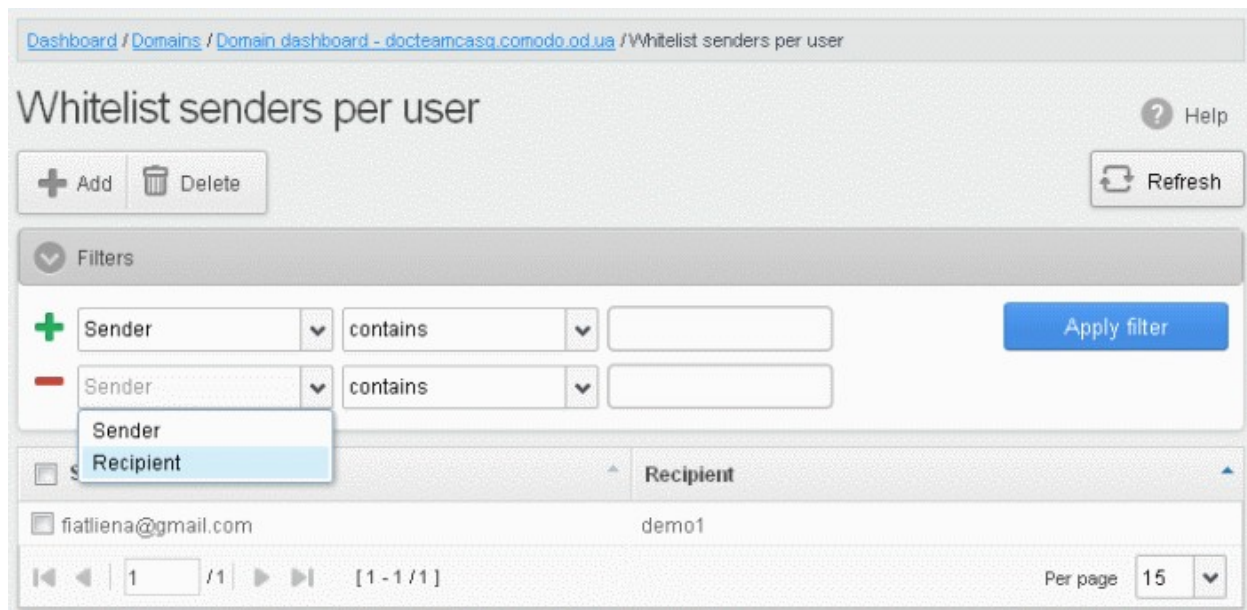 Dashboard / Domains / Domain dashboard - docteamcasg.comodo.od.ua / Whitelist senders per user
Whitelist senders per user
Help
Add Delete Refresh
Filters
Sender contains Apply filter
Sender contains
Sender
Recipient
Recipient
fiatliena@gmail.com demo1
1 /1 [ 1 - 1 / 1 ] Per page 15